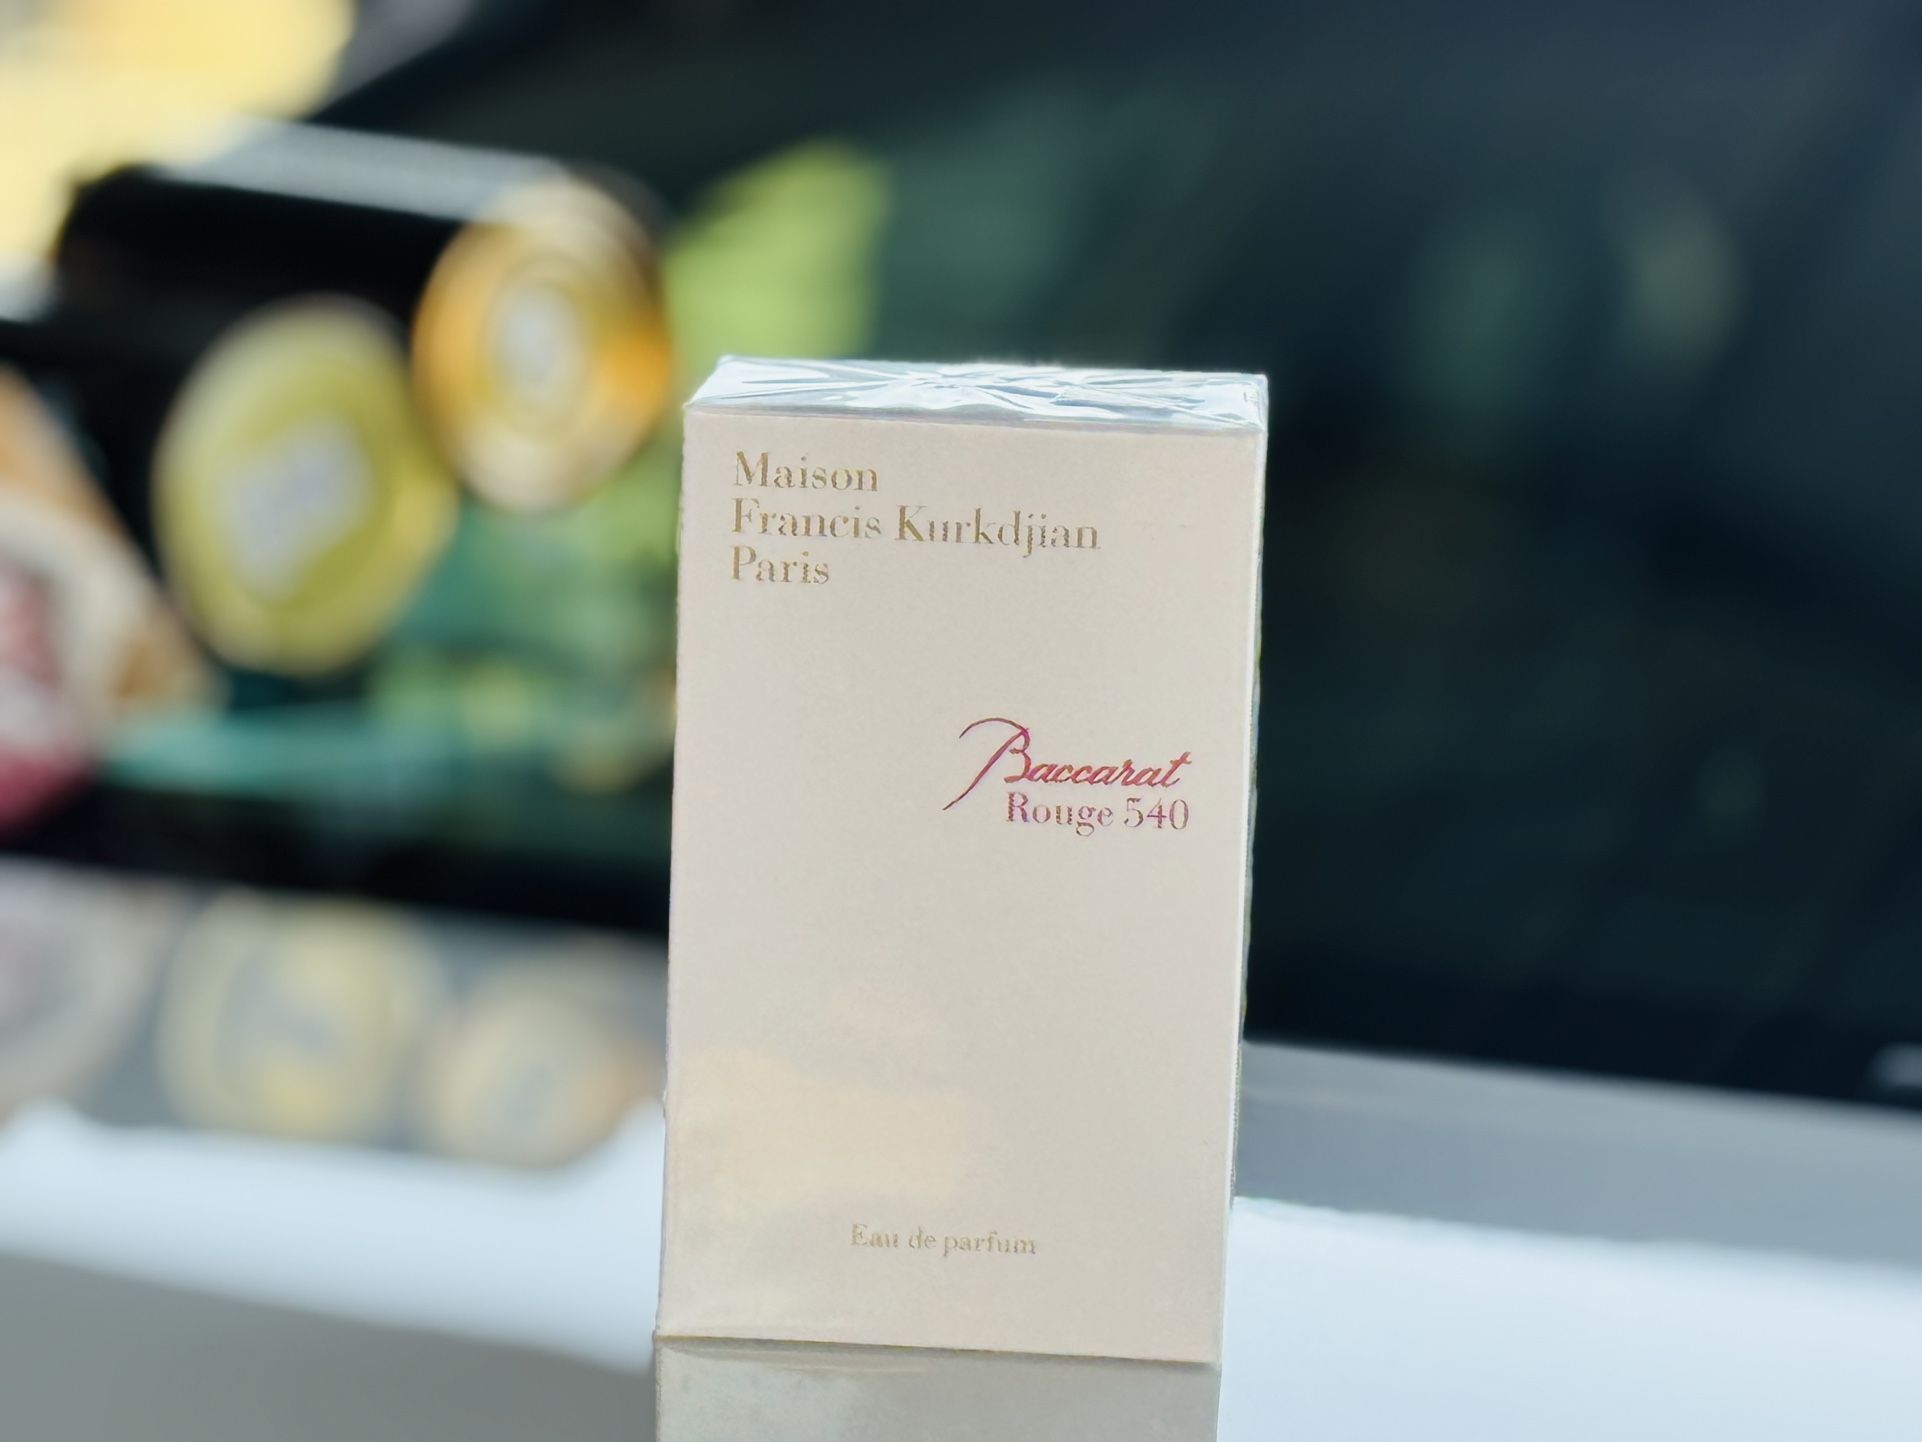 Maison
Francis Kurkdjian
Paris
Baccarat
Rouge 540
Eau de parfum